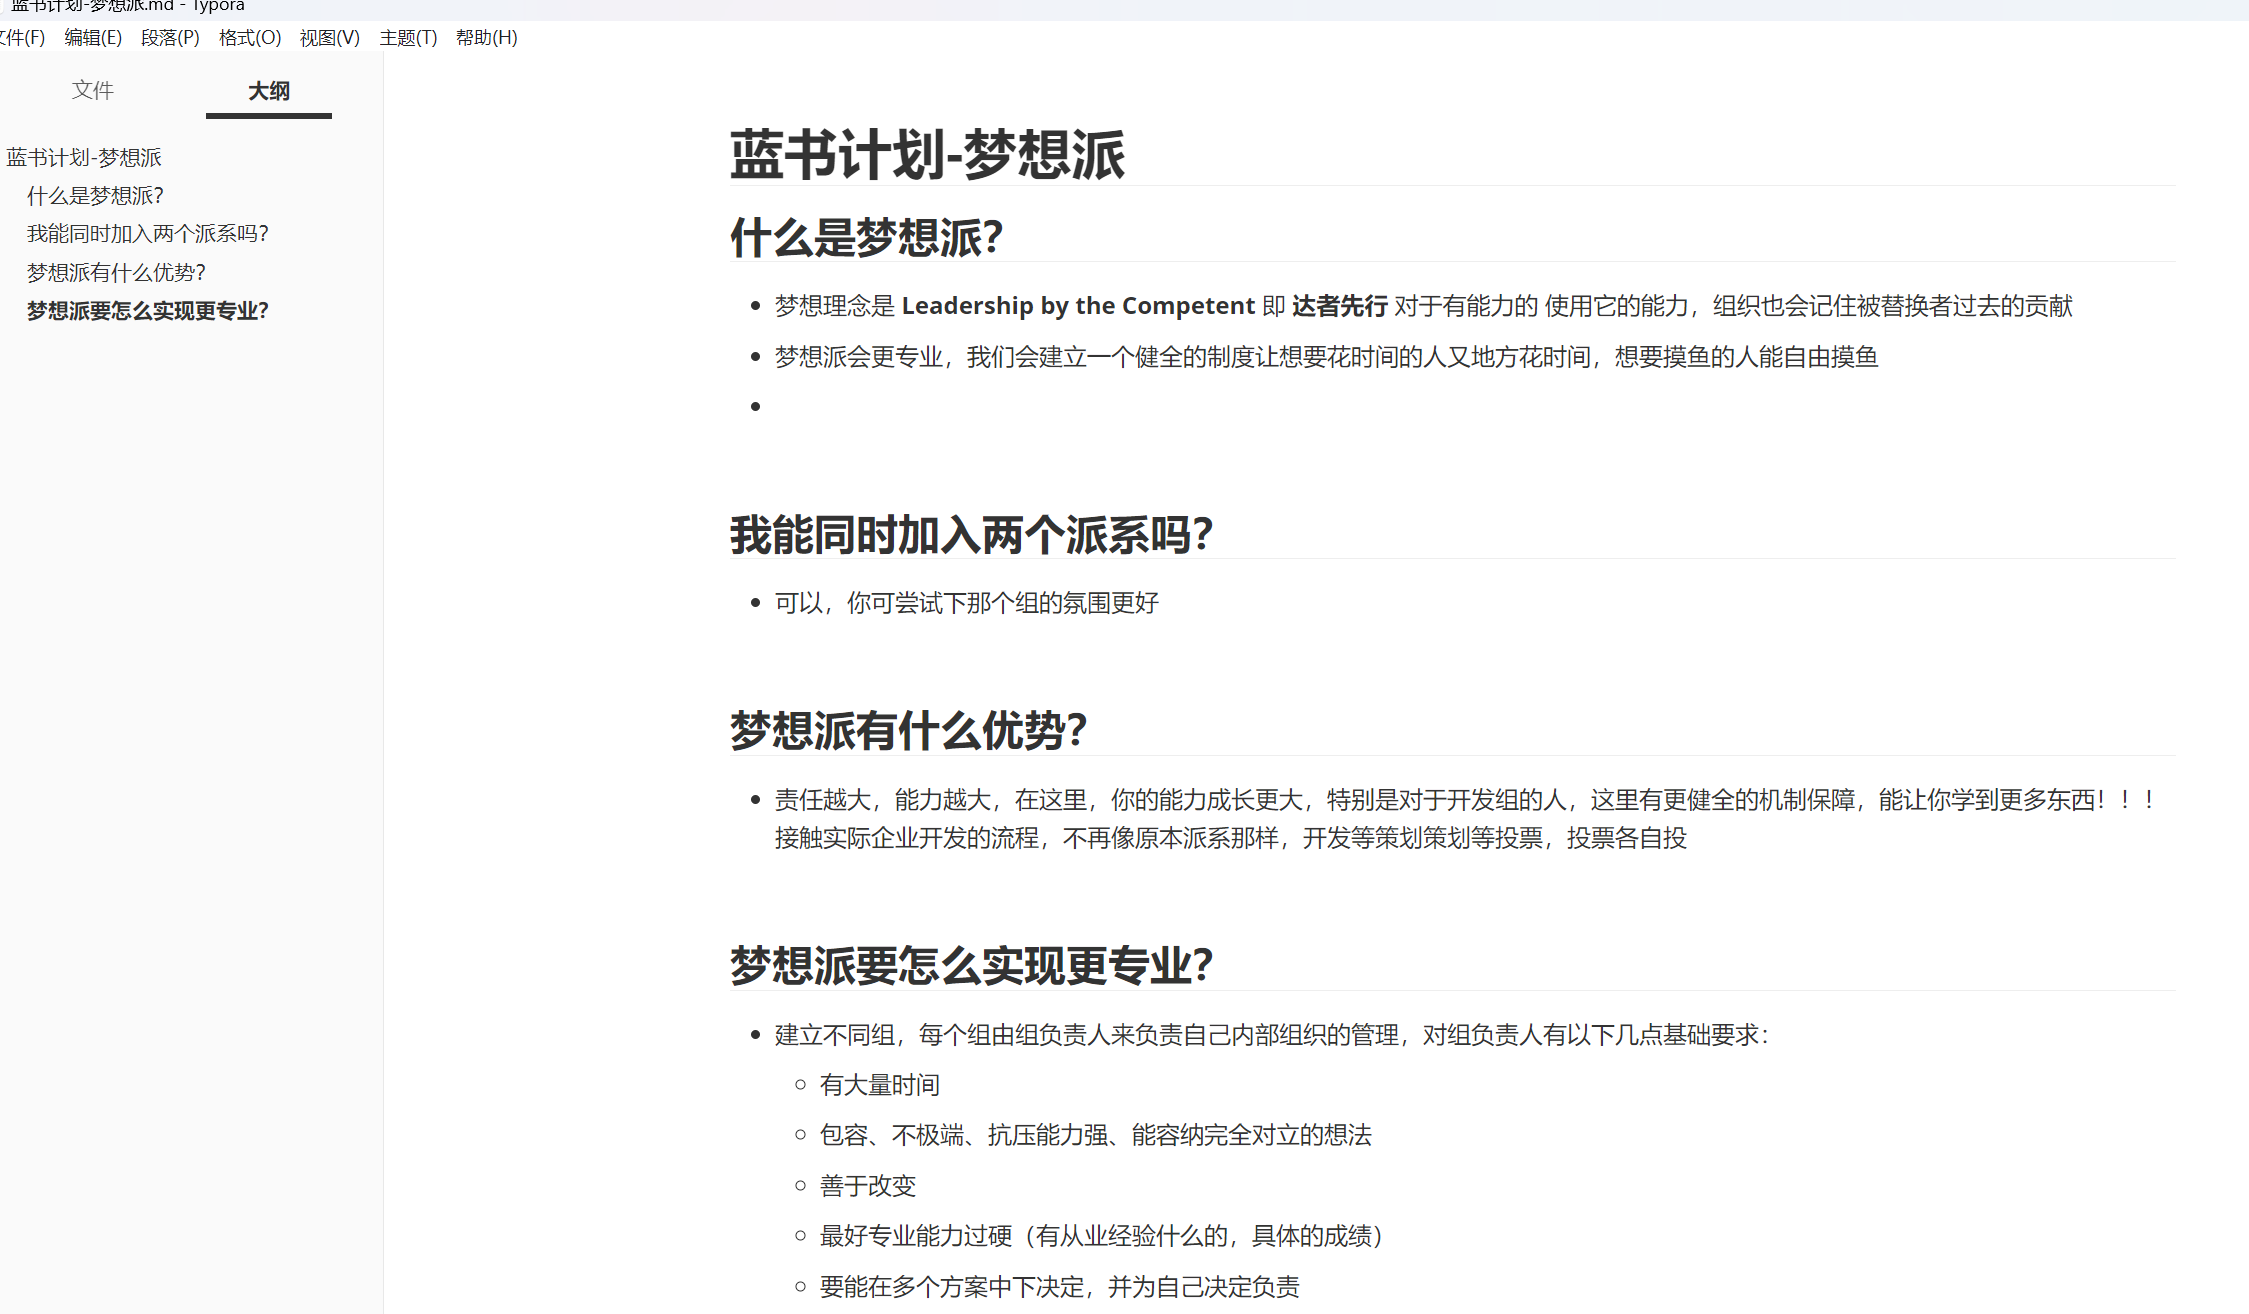 蓝书计划-梦想派.md - Typora
文件(F) 编辑(E) 段落(P) 格式(O) 视图(V) 主题(T) 帮助(H)
文件 大纲
蓝书计划-梦想派
什么是梦想派？
我能同时加入两个派系吗？
梦想派有什么优势？
梦想派要怎么实现更专业？
蓝书计划-梦想派
什么是梦想派？
梦想理念是 Leadership by the Competent 即 达者先行 对于有能力的 使用它的能力，组织也会记住被替换者过去的贡献
梦想派会更专业，我们会建立一个健全的制度让想要花时间的人又地方花时间，想要摸鱼的人能自由摸鱼
我能同时加入两个派系吗？
可以，你可尝试下那个组的氛围更好
梦想派有什么优势？
责任越大，能力越大，在这里，你的能力成长更大，特别是对于开发组的人，这里有更健全的机制保障，能让你学到更多东西！！！
接触实际企业开发的流程，不再像原本派系那样，开发等策划策划等投票，投票各自投
梦想派要怎么实现更专业？
建立不同组，每个组由组负责人来负责自己内部组织的管理，对组负责人有以下几点基础要求：
有大量时间
包容、不极端、抗压能力强、能容纳完全对立的想法
善于改变
最好专业能力过硬（有从业经验什么的，具体的成绩）
要能在多个方案中下决定，并为自己决定负责